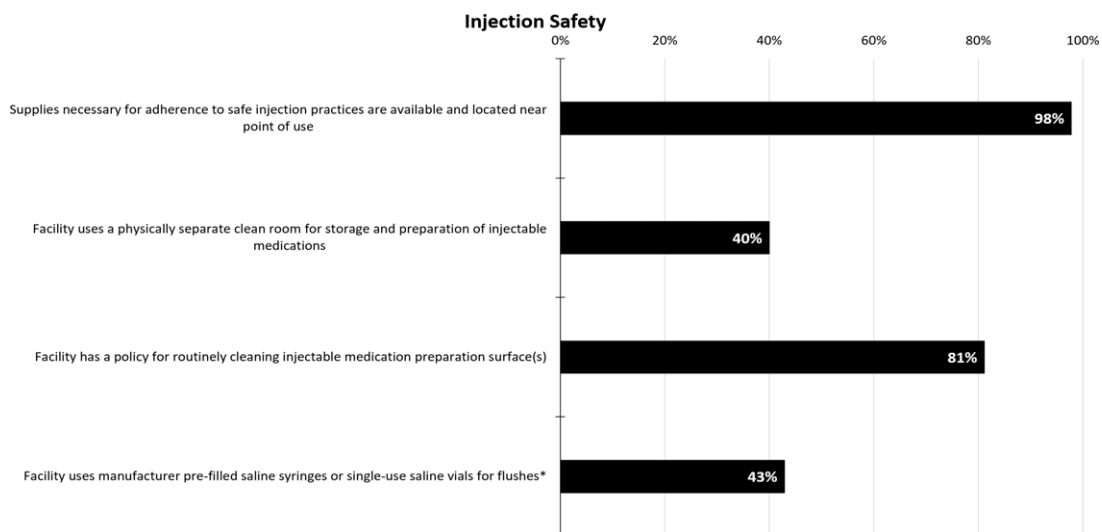 Injection Safety
0% 20% 40% 60% 80% 100%
Supplies necessary for adherence to safe injection practices are available and located near
point of use
98%
Facility uses a physically separate clean room for storage and preparation of injectable
medications
40%
Facility has a policy for routinely cleaning injectable medication preparation surface(s)
81%
Facility uses manufacturer pre-filled saline syringes or single-use saline vials for flushes*
43%